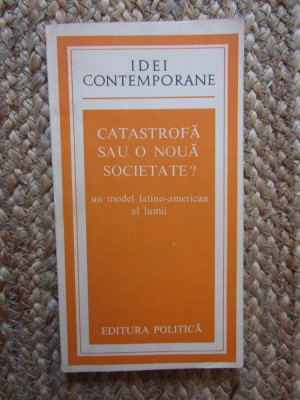 IDEI
CONTEMPORANE
CATASTROFĂ
SAU O NOUĂ
SOCIETATE?
un model latino-american
al lumii
EDITURA POLITICĂ